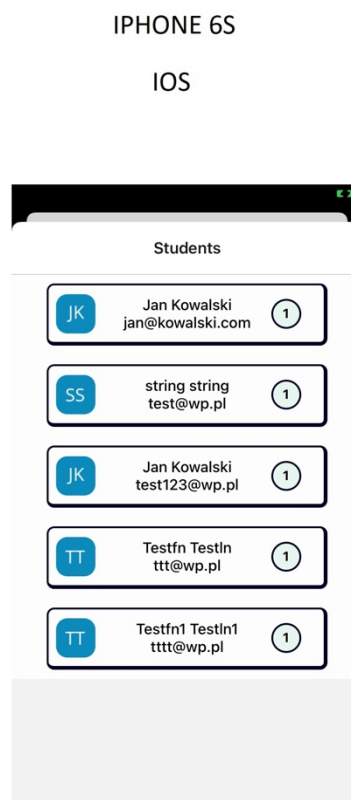 IPHONE 6S
IOS
Students
JK
Jan Kowalski
jan@kowalski.com
1
SS
string string
test@wp.pl
1
JK
Jan Kowalski
test123@wp.pl
1
TT
Testfn Testln
ttt@wp.pl
1
TT
Testfn1 Testln1
tttt@wp.pl
1